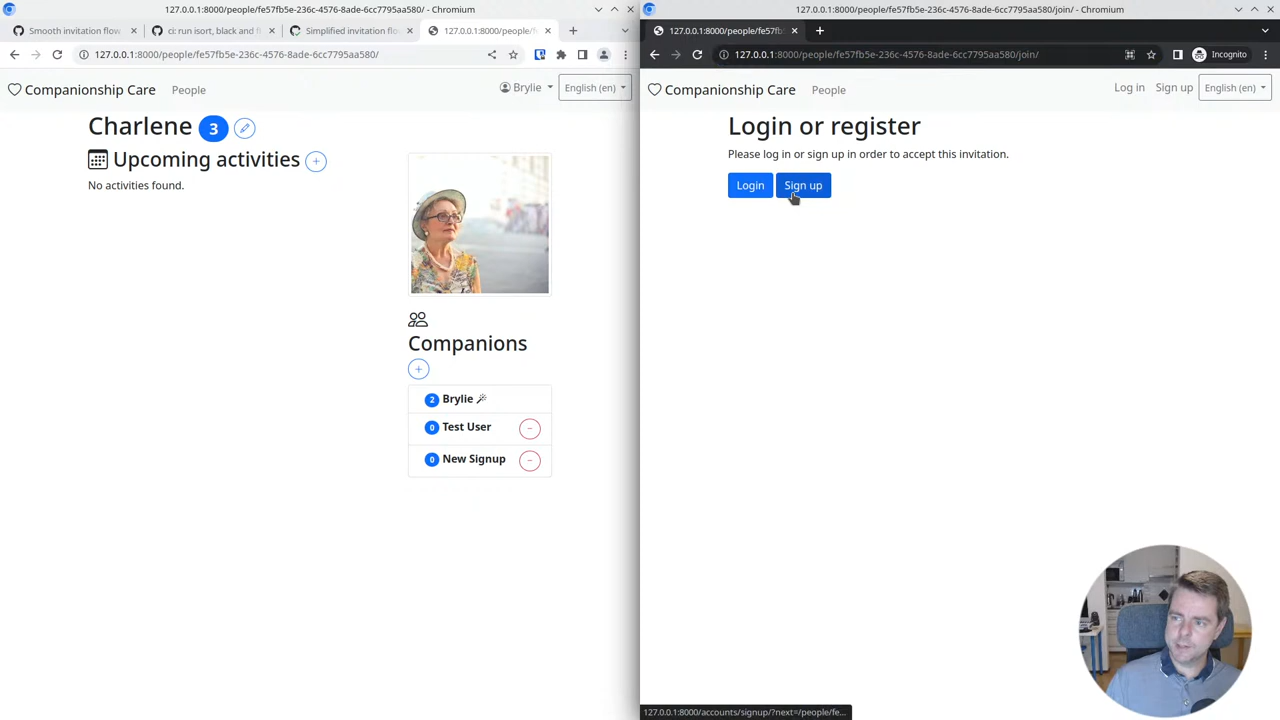 127.0.0.1:8000/people/fe57fb5e-236c-4576-8ade-6cc7795aa580/ - Chromium
Smooth invitation flow
ci: run isort, black and f
Simplified invitation flo
127.0.0.1:8000/people/f
127.0.0.1:8000/people/fe57fb5e-236c-4576-8ade-6cc7795aa580/
Companionship Care
People
Brylie
English (en)
Charlene 3
Upcoming activities
No activities found.
Companions
2 Brylie
0 Test User
0 New Signup
127.0.0.1:8000/people/fe57fb5e-236c-4576-8ade-6cc7795aa580/join/ - Chromium
127.0.0.1:8000/people/fe57fb5
127.0.0.1:8000/people/fe57fb5e-236c-4576-8ade-6cc7795aa580/join/
Incognito
Companionship Care
People
Log in
Sign up
English (en)
Login or register
Please log in or sign up in order to accept this invitation.
Login
Sign up
127.0.0.1:8000/accounts/signup/?next=/people/fe...